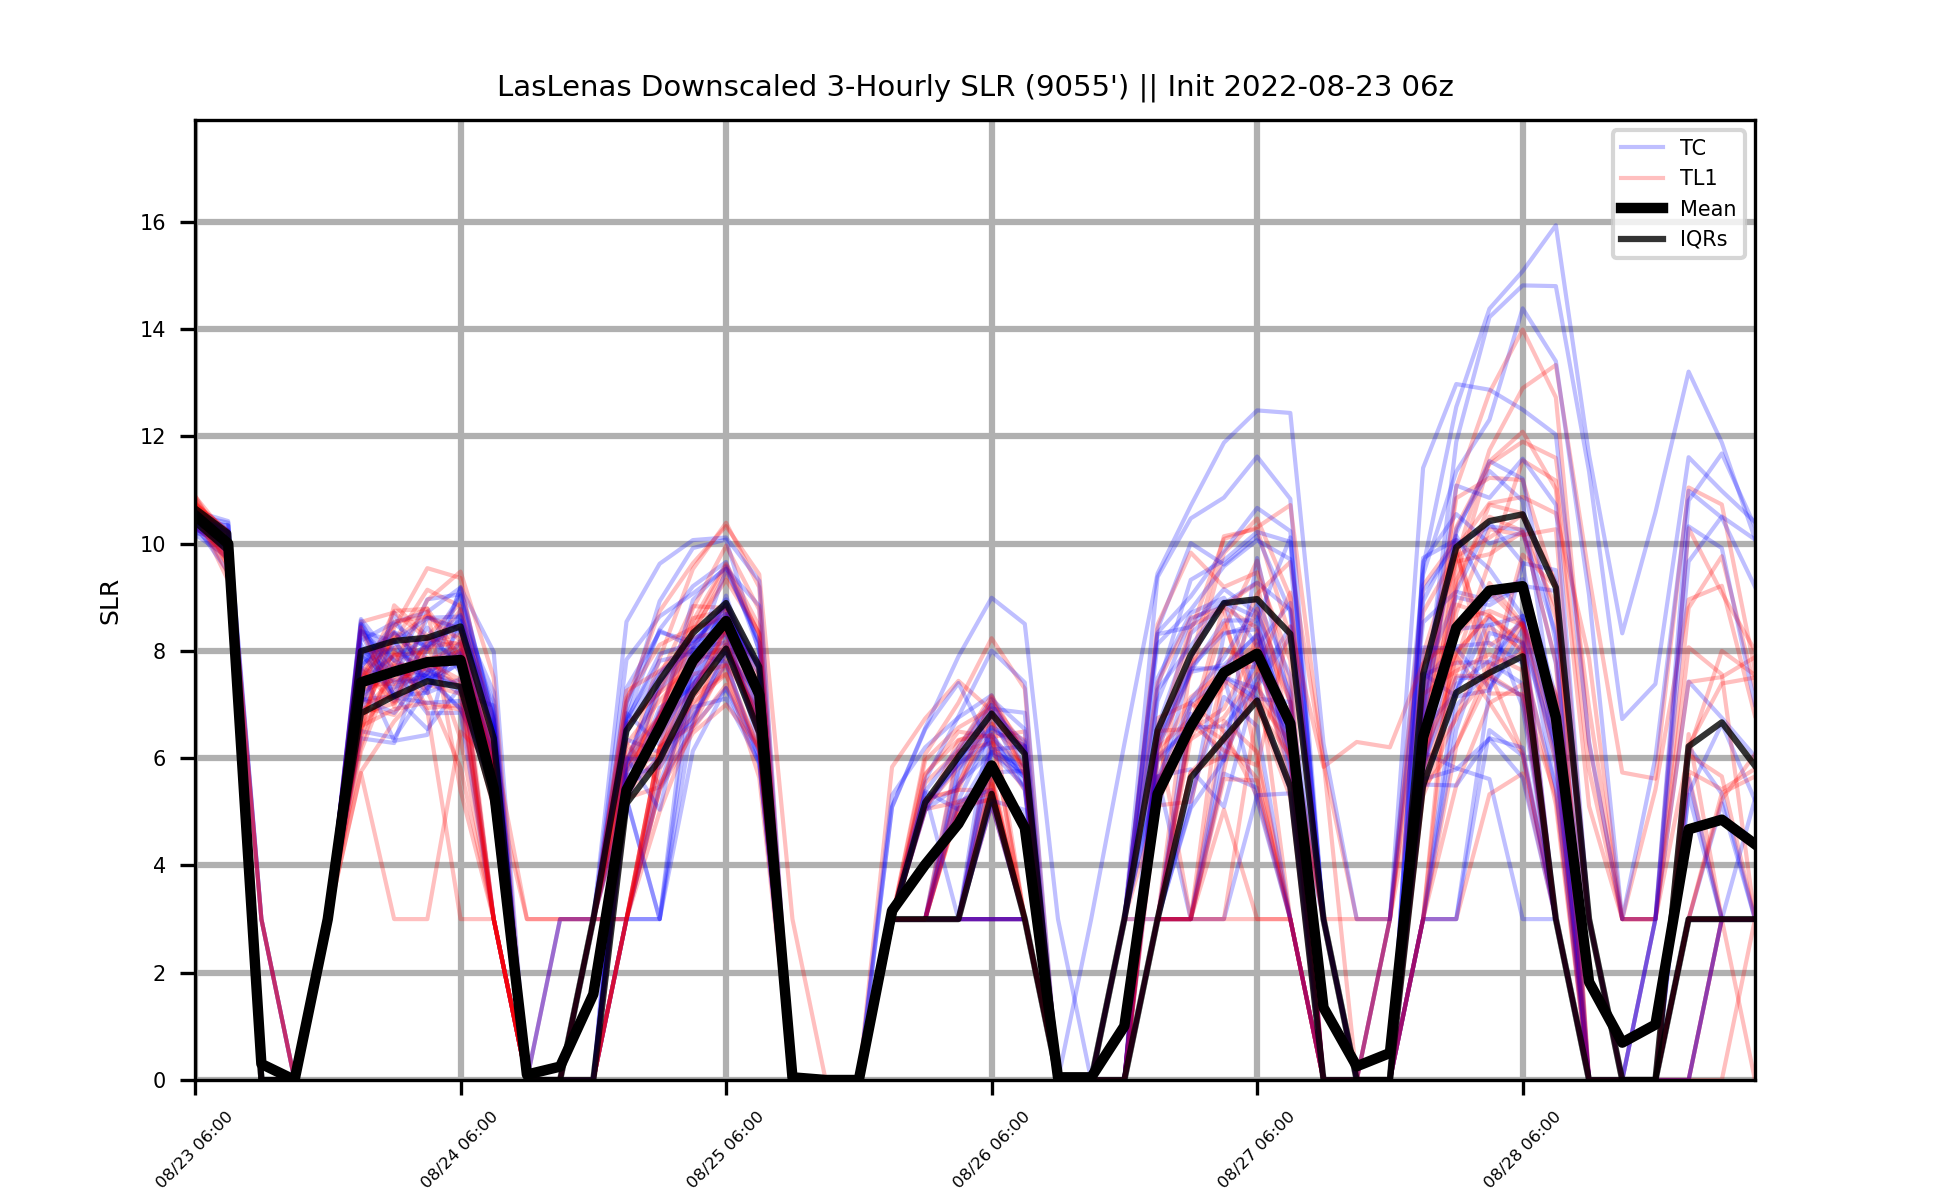 LasLenas Downscaled 3-Hourly SLR (9055') || Init 2022-08-23 06z
TC
TL1
Mean
IQRs
SLR
16
14
12
10
8
6
4
2
0
08/23 06:00
08/24 06:00
08/25 06:00
08/26 06:00
08/27 06:00
08/28 06:00